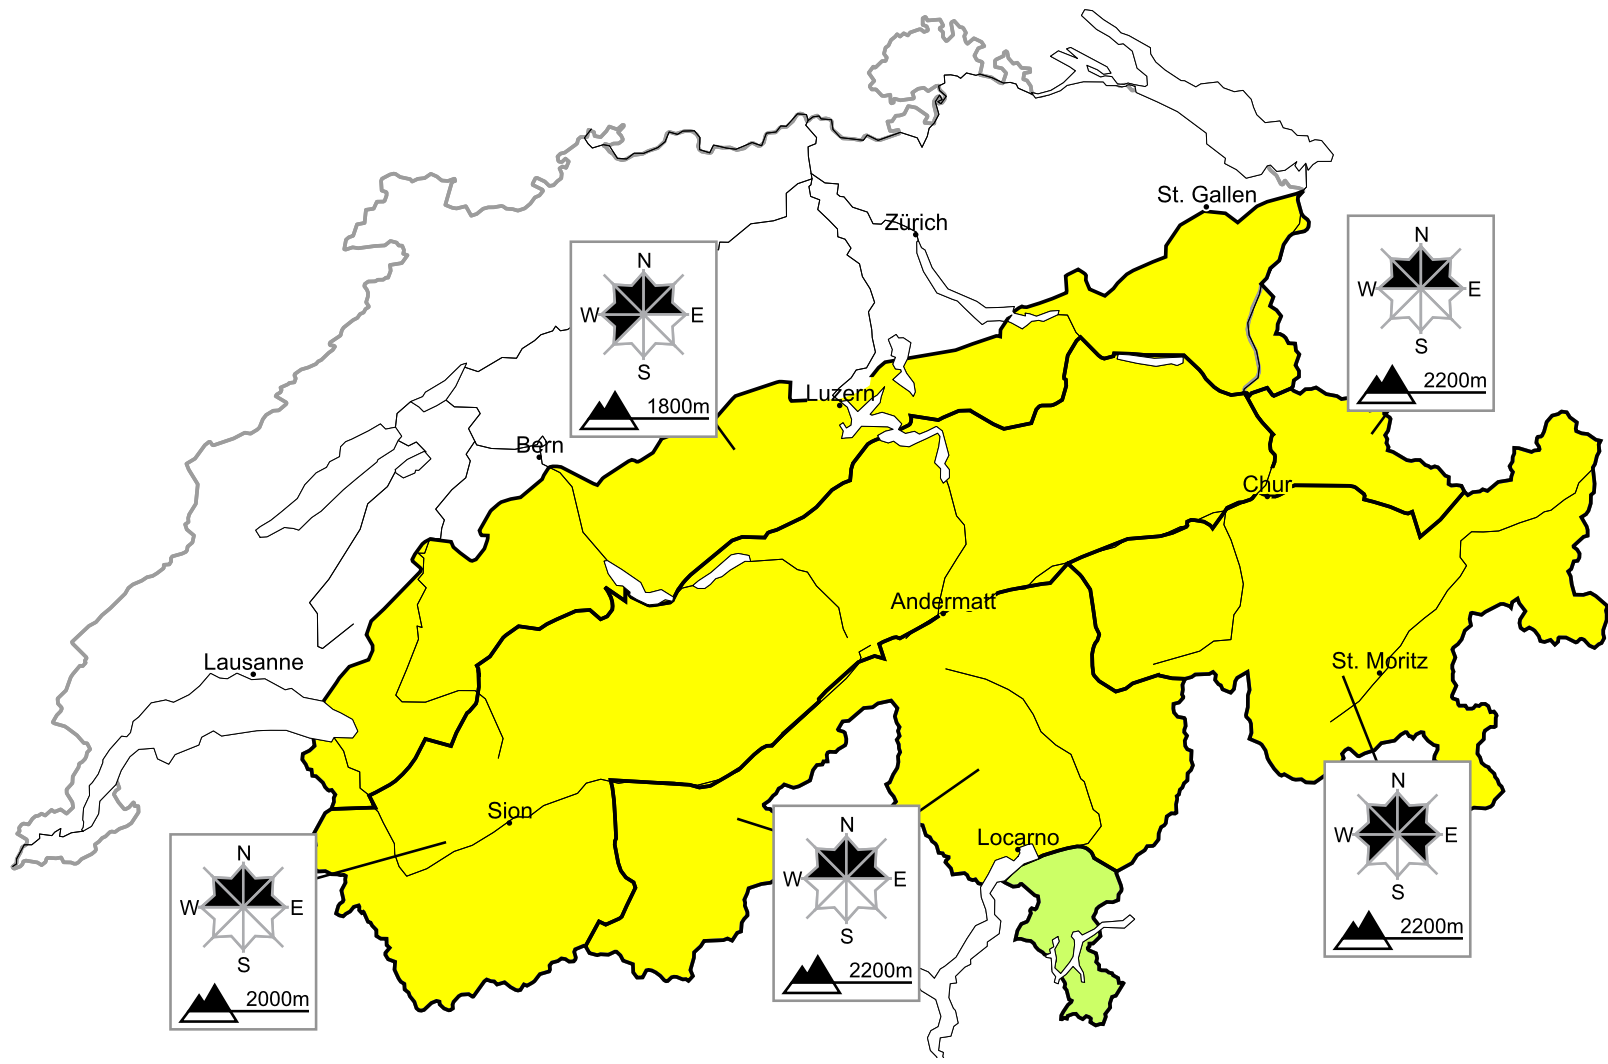 St. Gallen
Zürich
N
W E
S
1800m
N
W E
S
2200m
Luzern
Bern
Chur
Andermatt
Lausanne
St. Moritz
Sion
Locarno
N
W E
S
2000m
N
W E
S
2200m
N
W E
S
2200m